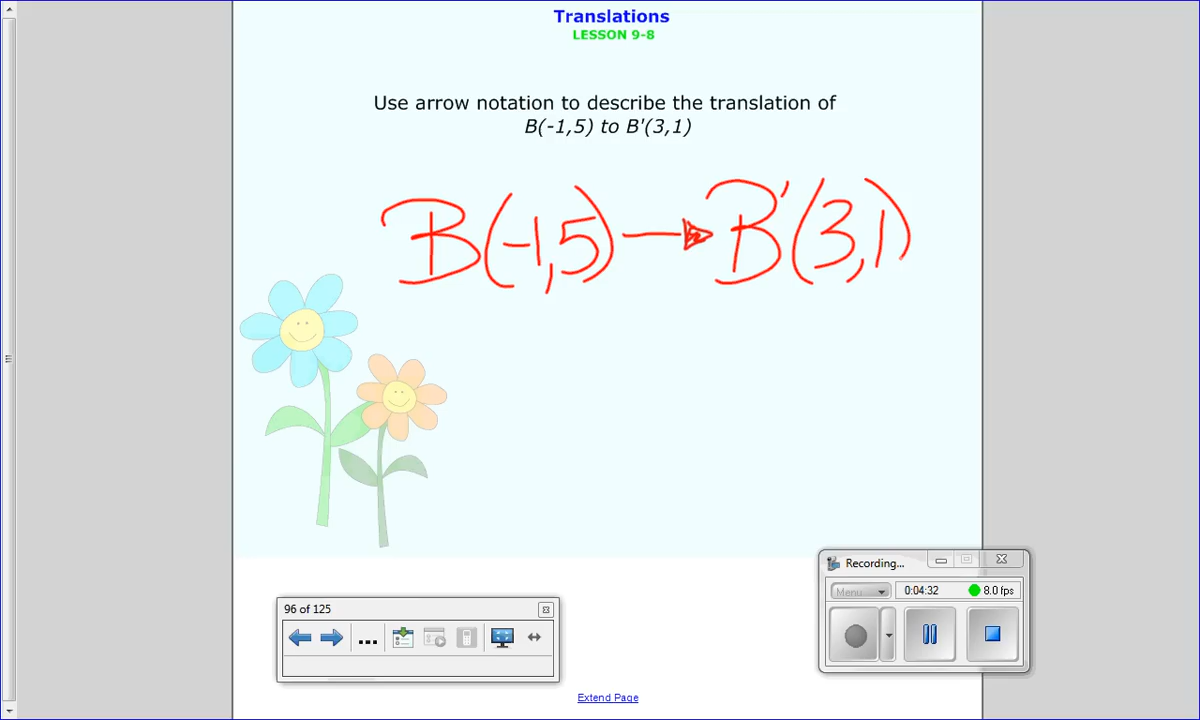 Translations
LESSON 9-8
Use arrow notation to describe the translation of
B(-1,5) to B'(3,1)
B(-1,5) → B'(3,1)
Recording...
Menu 0:04:32 8.0 fps
96 of 125
...
Extend Page